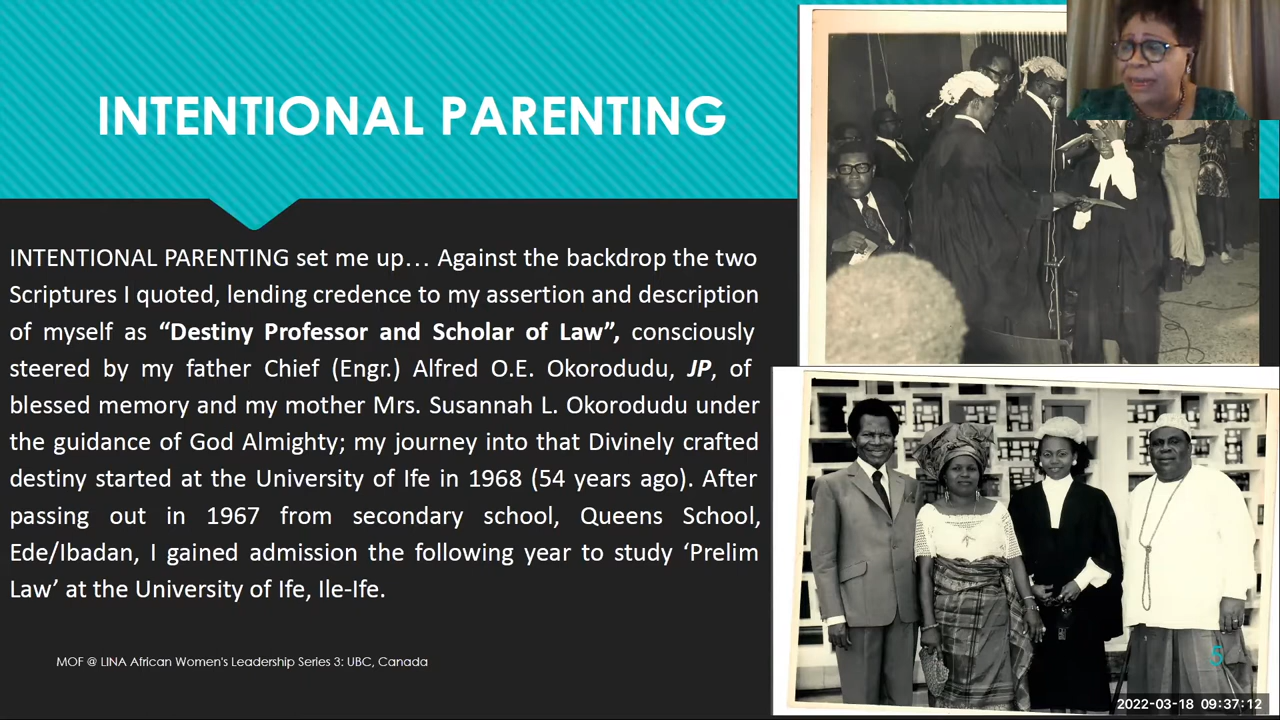 INTENTIONAL PARENTING
INTENTIONAL PARENTING set me up… Against the backdrop the two
Scriptures I quoted, lending credence to my assertion and description
of myself as “Destiny Professor and Scholar of Law”, consciously
steered by my father Chief (Engr.) Alfred O.E. Okorodudu, JP, of
blessed memory and my mother Mrs. Susannah L. Okorodudu under
the guidance of God Almighty; my journey into that Divinely crafted
destiny started at the University of Ife in 1968 (54 years ago). After
passing out in 1967 from secondary school, Queens School,
Ede/Ibadan, I gained admission the following year to study ‘Prelim
Law’ at the University of Ife, Ile-Ife.
MOF @ LINA African Women's Leadership Series 3: UBC, Canada
5
2022-03-18 09:37:12